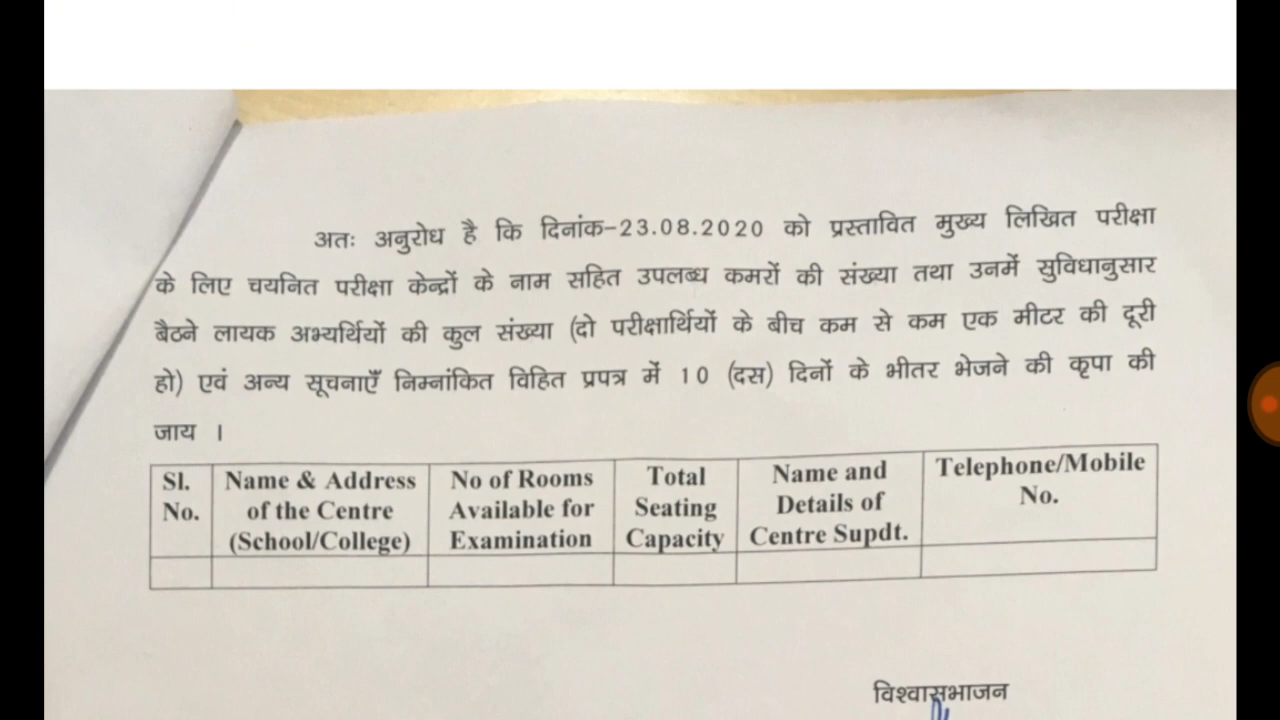 अतः अनुरोध है कि दिनांक-23.08.2020 को प्रस्तावित मुख्य लिखित परीक्षा
के लिए चयनित परीक्षा केन्द्रों के नाम सहित उपलब्ध कमरों की संख्या तथा उनमें सुविधानुसार
बैठने लायक अभ्यर्थियों की कुल संख्या (दो परीक्षार्थियों के बीच कम से कम एक मीटर की दूरी
हो) एवं अन्य सूचनाएँ निम्नांकित विहित प्रपत्र में 10 (दस) दिनों के भीतर भेजने की कृपा की
जाय ।
Sl. No.
Name & Address of the Centre (School/College)
No of Rooms Available for Examination
Total Seating Capacity
Name and Details of Centre Supdt.
Telephone/Mobile No.
विश्वासभाजन